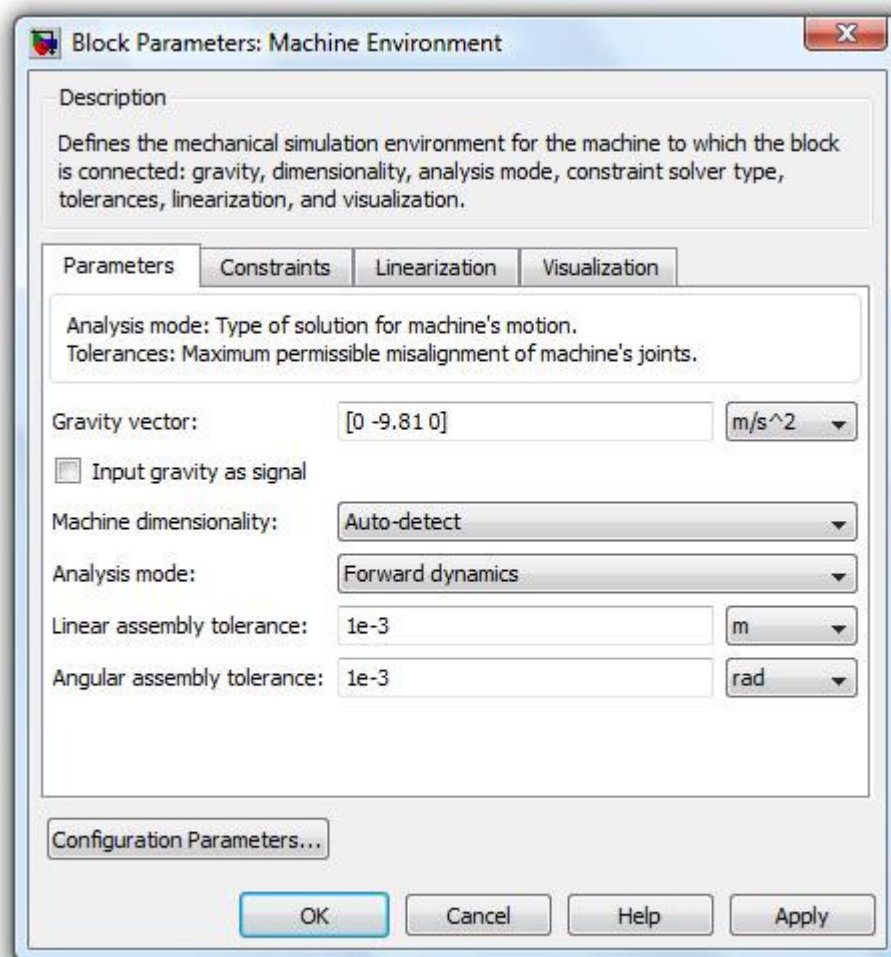 Block Parameters: Machine Environment
Description
Defines the mechanical simulation environment for the machine to which the block
is connected: gravity, dimensionality, analysis mode, constraint solver type,
tolerances, linearization, and visualization.
Parameters Constraints Linearization Visualization
Analysis mode: Type of solution for machine's motion.
Tolerances: Maximum permissible misalignment of machine's joints.
Gravity vector: [0 -9.81 0] m/s^2
Input gravity as signal
Machine dimensionality: Auto-detect
Analysis mode: Forward dynamics
Linear assembly tolerance: 1e-3 m
Angular assembly tolerance: 1e-3 rad
Configuration Parameters...
OK Cancel Help Apply